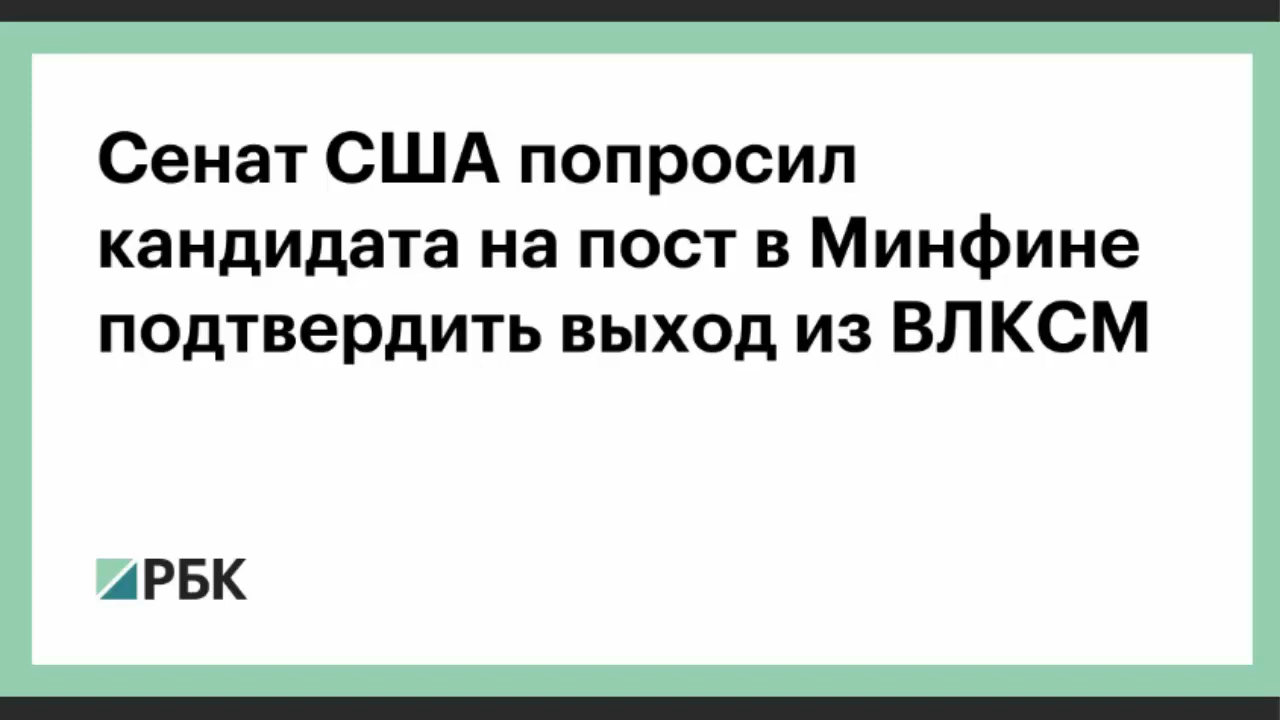 Сенат США попросил
кандидата на пост в Минфине
подтвердить выход из ВЛКСМ
РБК